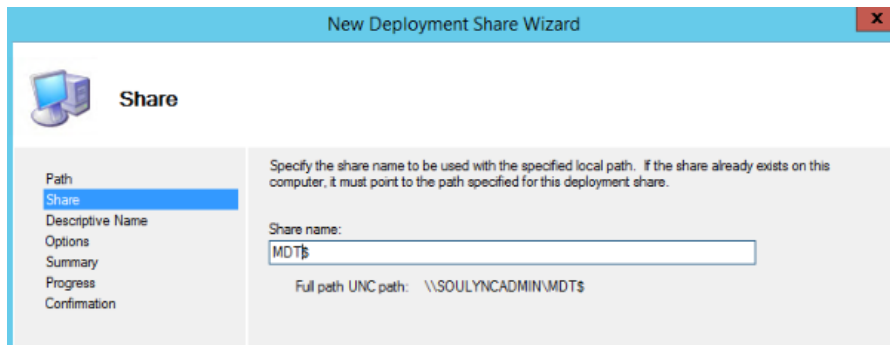 New Deployment Share Wizard
x
Share
Path
Share
Descriptive Name
Options
Summary
Progress
Confirmation
Specify the share name to be used with the specified local path. If the share already exists on this
computer, it must point to the path specified for this deployment share.
Share name:
MDT$
Full path UNC path: \\SOULYNCADMIN\MDT$